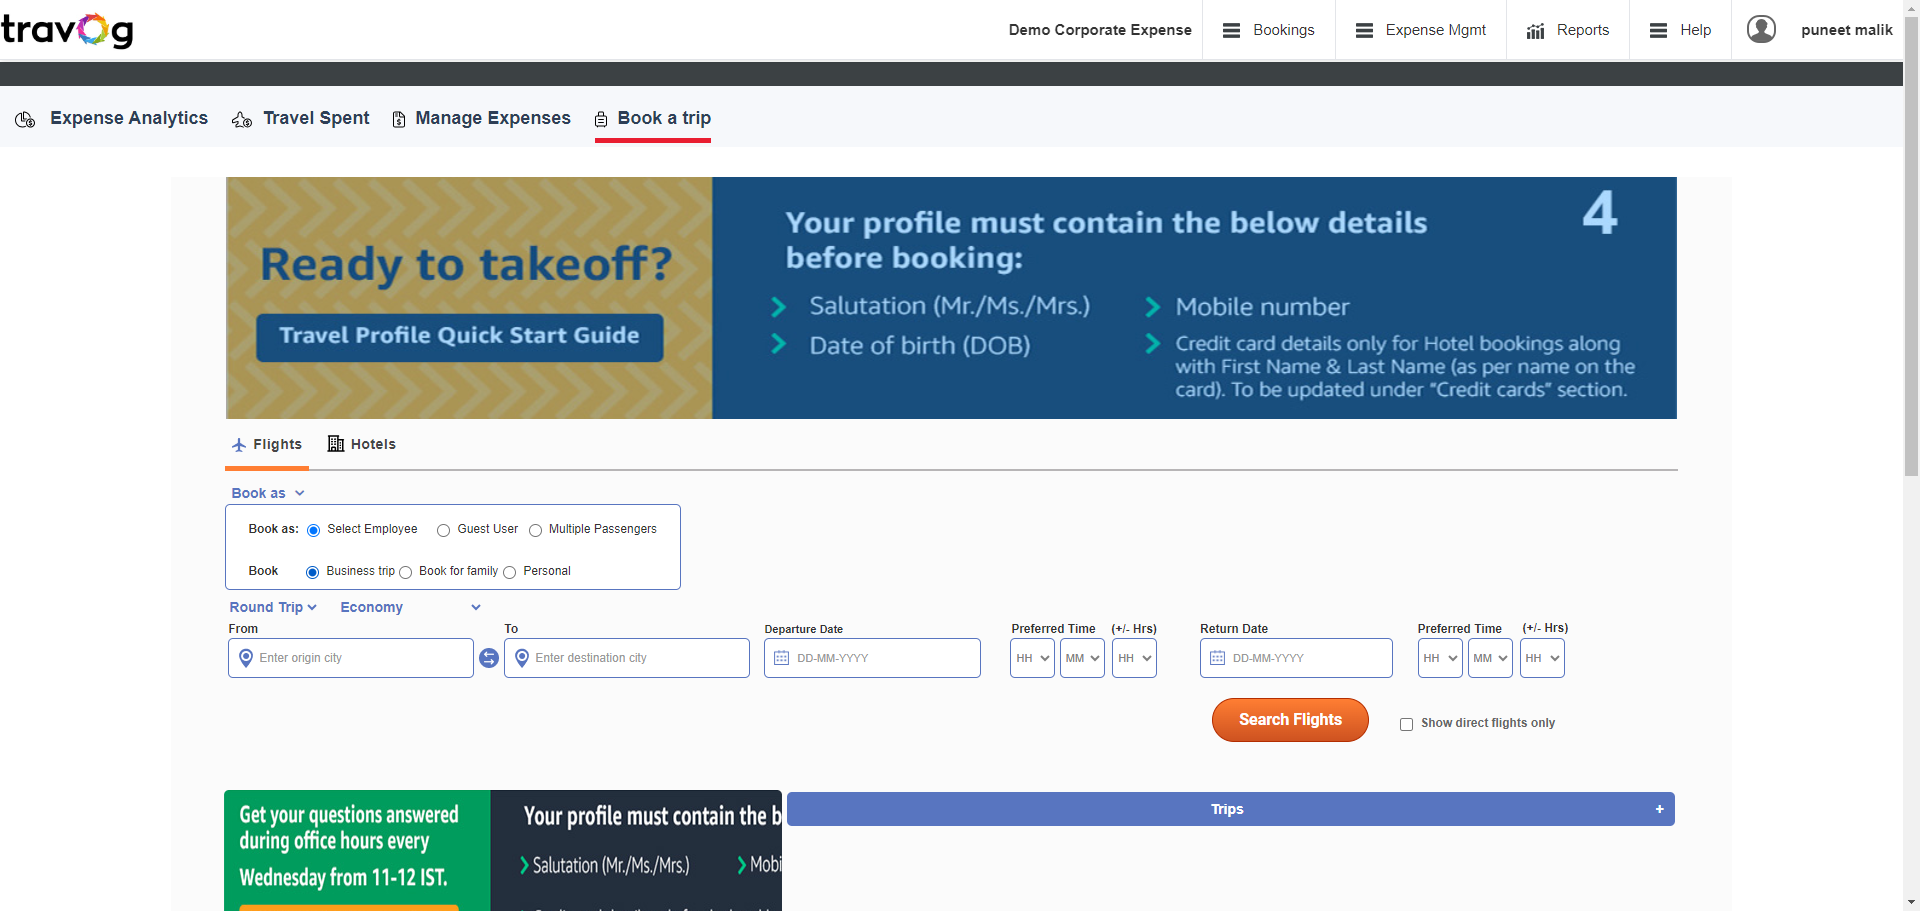 travog
Demo Corporate Expense
Bookings
Expense Mgmt
Reports
Help
puneet malik
Expense Analytics
Travel Spent
Manage Expenses
Book a trip
Ready to takeoff?
Travel Profile Quick Start Guide
4
Your profile must contain the below details
before booking:
Salutation (Mr./Ms./Mrs.)
Date of birth (DOB)
Mobile number
Credit card details only for Hotel bookings along
with First Name & Last Name (as per name on the
card). To be updated under "Credit cards" section.
Flights
Hotels
Book as
Book as: Select Employee Guest User Multiple Passengers
Book Business trip Book for family Personal
Round Trip Economy
From To Departure Date Preferred Time (+/- Hrs) Return Date Preferred Time (+/- Hrs)
Enter origin city Enter destination city DD-MM-YYYY HH MM HH DD-MM-YYYY HH MM HH
Search Flights
Show direct flights only
Get your questions answered
during office hours every
Wednesday from 11-12 IST.
Your profile must contain the b
Salutation (Mr./Ms./Mrs.)
Mobi
Trips +